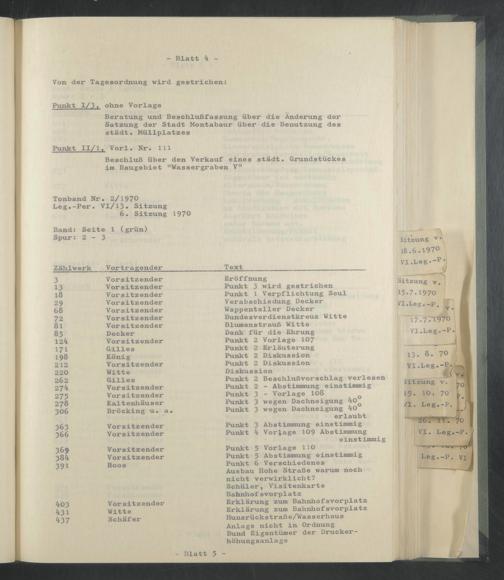 - Blatt 4 -
Von der Tagesordnung wird gestrichen:
Punkt I/3, ohne Vorlage
Beratung und Beschlußfassung über die Änderung der
Satzung der Stadt Montabaur über die Benutzung des
städt. Müllplatzes
Punkt II/1, Vorl. Nr. 111
Beschluß über den Verkauf eines städt. Grundstückes
im Baugebiet "Wassergraben V"
Tonband Nr. 2/1970
Leg.-Per. VI/13. Sitzung
6. Sitzung 1970
Band: Seite 1 (grün)
Spur: 2 - 3
Zählwerk Vortragender Text
3 Vorsitzender Eröffnung
13 Vorsitzender Punkt 3 wird gestrichen
18 Vorsitzender Punkt 1 Verpflichtung Seul
29 Vorsitzender Verabschiedung Decker
68 Vorsitzender Wappenteller Decker
72 Vorsitzender Bundesverdienstkreuz Witte
81 Vorsitzender Blumenstrauß Witte
85 Decker Dank für die Ehrung
124 Vorsitzender Punkt 2 Vorlage 107
171 Gilles Punkt 2 Erläuterung
198 König Punkt 2 Diskussion
212 Vorsitzender Punkt 2 Diskussion
220 Witte Diskussion
262 Gilles Punkt 2 Beschlußvorschlag verlesen
274 Vorsitzender Punkt 2 - Abstimmung einstimmig
275 Vorsitzender Punkt 3 - Vorlage 108
278 Kaltenhäuser Punkt 3 wegen Dachneigung 40°
306 Bröcking u. a. Punkt 3 wegen Dachneigung 40°
erlaubt
363 Vorsitzender Punkt 3 Abstimmung einstimmig
366 Vorsitzender Punkt 4 Vorlage 109 Abstimmung
einstimmig
369 Vorsitzender Punkt 5 Vorlage 110
384 Vorsitzender Punkt 5 Abstimmung einstimmig
391 Hoos Punkt 6 Verschiedenes
Ausbau Hohe Straße warum noch
nicht verwirklicht?
Schüler, Visitenkarte
Bahnhofsvorplatz
403 Vorsitzender Erklärung zum Bahnhofsvorplatz
431 Witte Erklärung zum Bahnhofsvorplatz
437 Schäfer Hunsrückstraße/Wasserhaus
Anlage nicht in Ordnung
Bund Eigentümer der Drucker-
höhungsanlage
- Blatt 5 -
Sitzung v.
18.6.1970
VI.Leg.-P.
Sitzung v.
15.7.1970
VI.Leg.-P.
17.7.1970
VI.Leg.-P.
13. 8. 70
VI.Leg.-P.
Sitzung v.
15. 10. 70
VI. Leg.-P.
VI. Leg.-P.
Leg.-P. VI